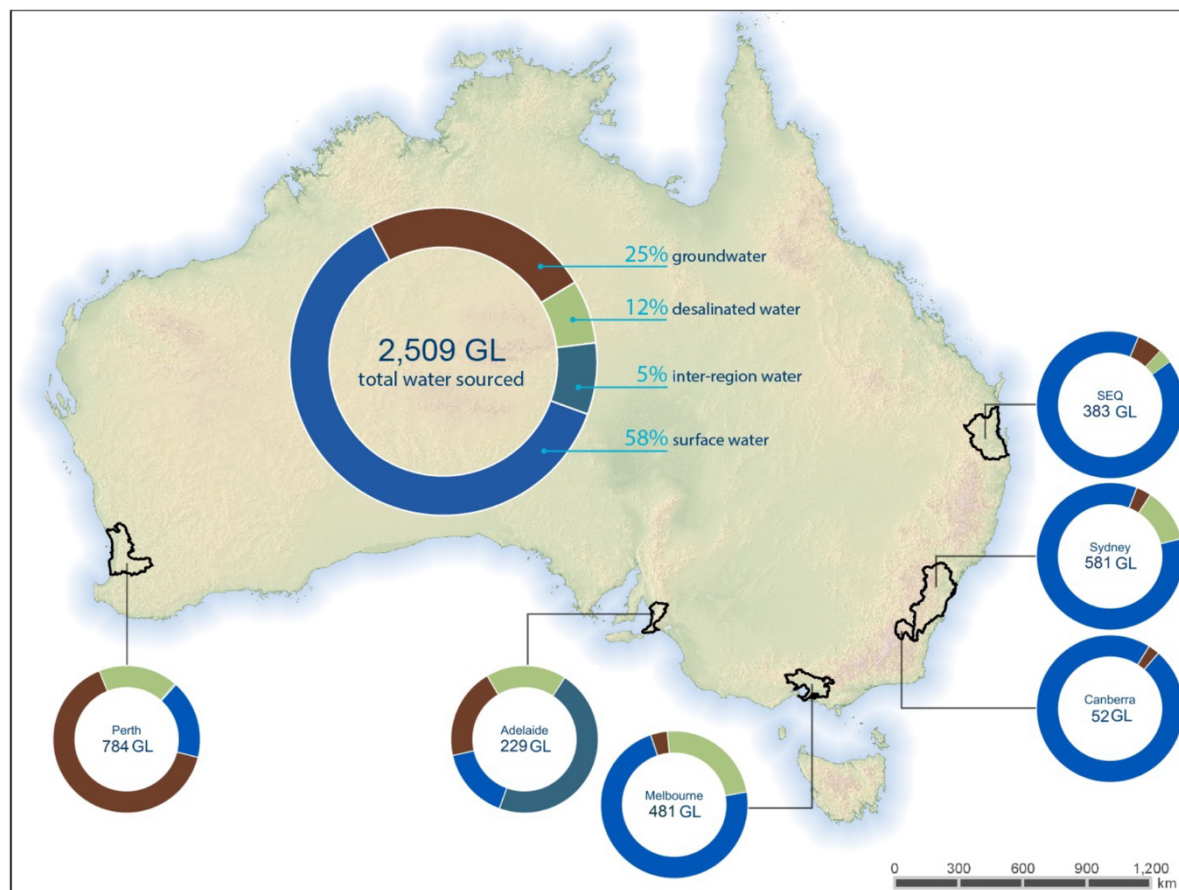 25% groundwater
12% desalinated water
2,509 GL
total water sourced
5% inter-region water
58% surface water
SEQ
383 GL
Sydney
581 GL
Canberra
52 GL
Perth
784 GL
Adelaide
229 GL
Melbourne
481 GL
0 300 600 900 1,200
km